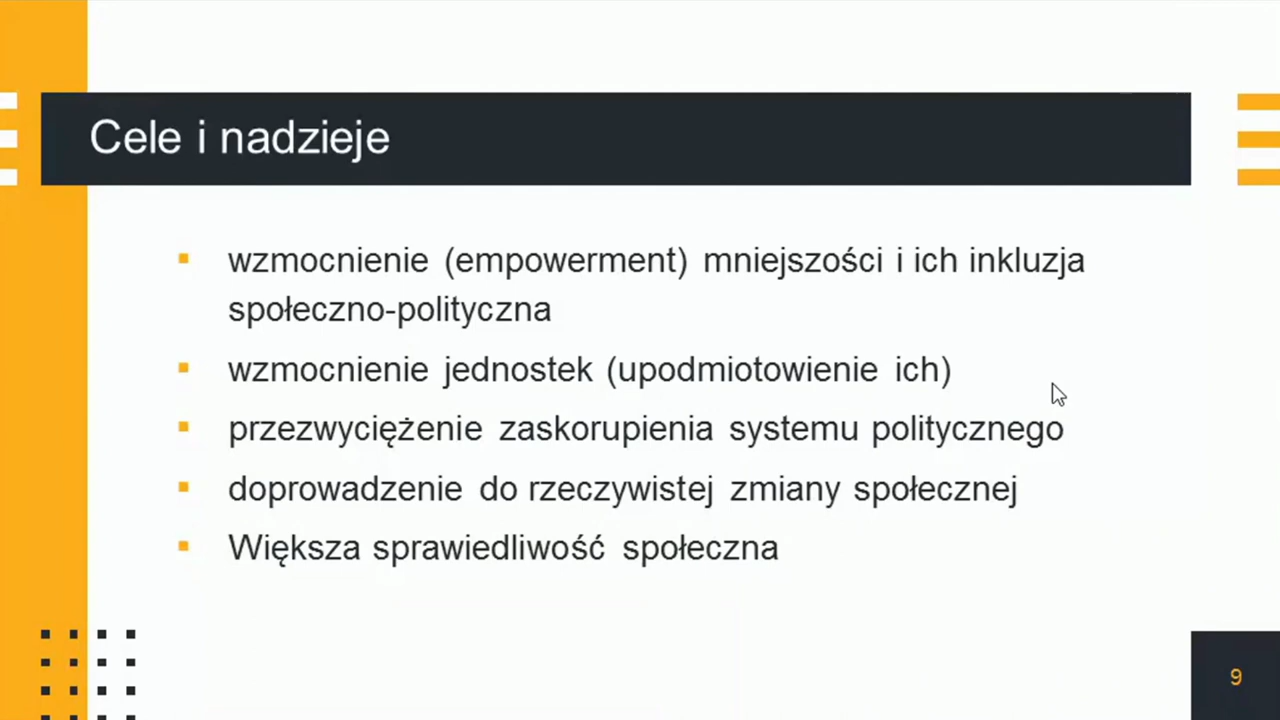 Cele i nadzieje
wzmocnienie (empowerment) mniejszości i ich inkluzja
społeczno-polityczna
wzmocnienie jednostek (upodmiotowienie ich)
przezwyciężenie zaskorupienia systemu politycznego
doprowadzenie do rzeczywistej zmiany społecznej
Większa sprawiedliwość społeczna
9